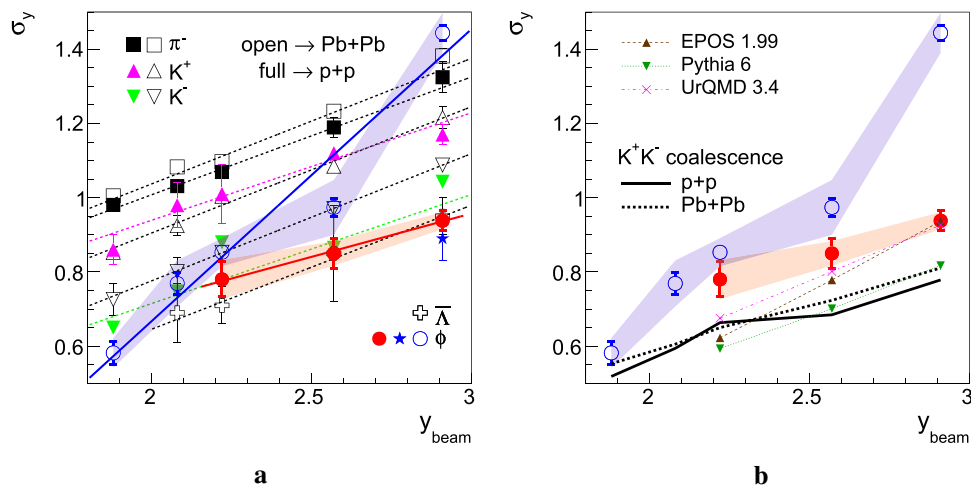 σy
1.4
1.2
1
0.8
0.6
π-
K+
K-
open → Pb+Pb
full → p+p
Λ̅
ϕ
2
2.5
3
ybeam
a
σy
1.4
1.2
1
0.8
0.6
EPOS 1.99
Pythia 6
UrQMD 3.4
K+K- coalescence
p+p
Pb+Pb
2
2.5
3
ybeam
b